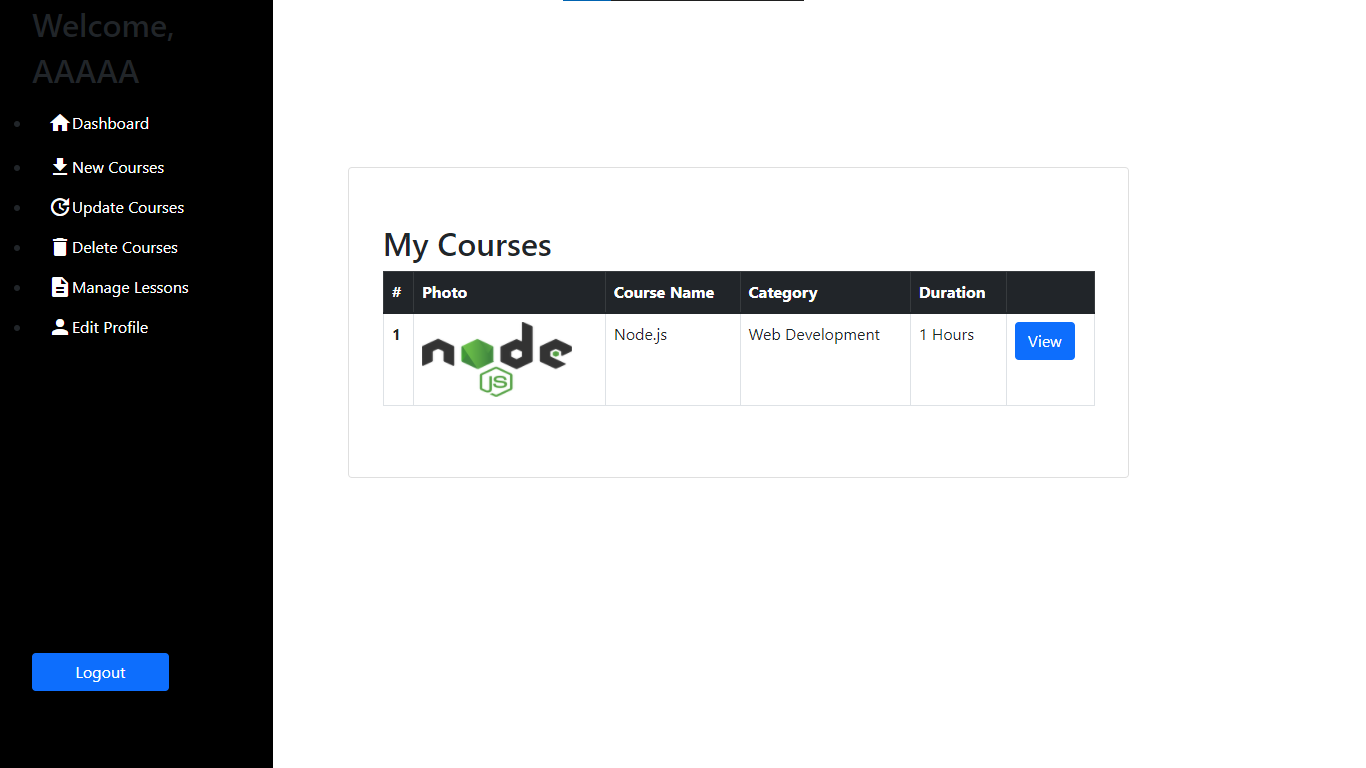 Welcome,
AAAAA
Dashboard
New Courses
Update Courses
Delete Courses
Manage Lessons
Edit Profile
Logout
My Courses
# Photo Course Name Category Duration
1 node JS Node.js Web Development 1 Hours View